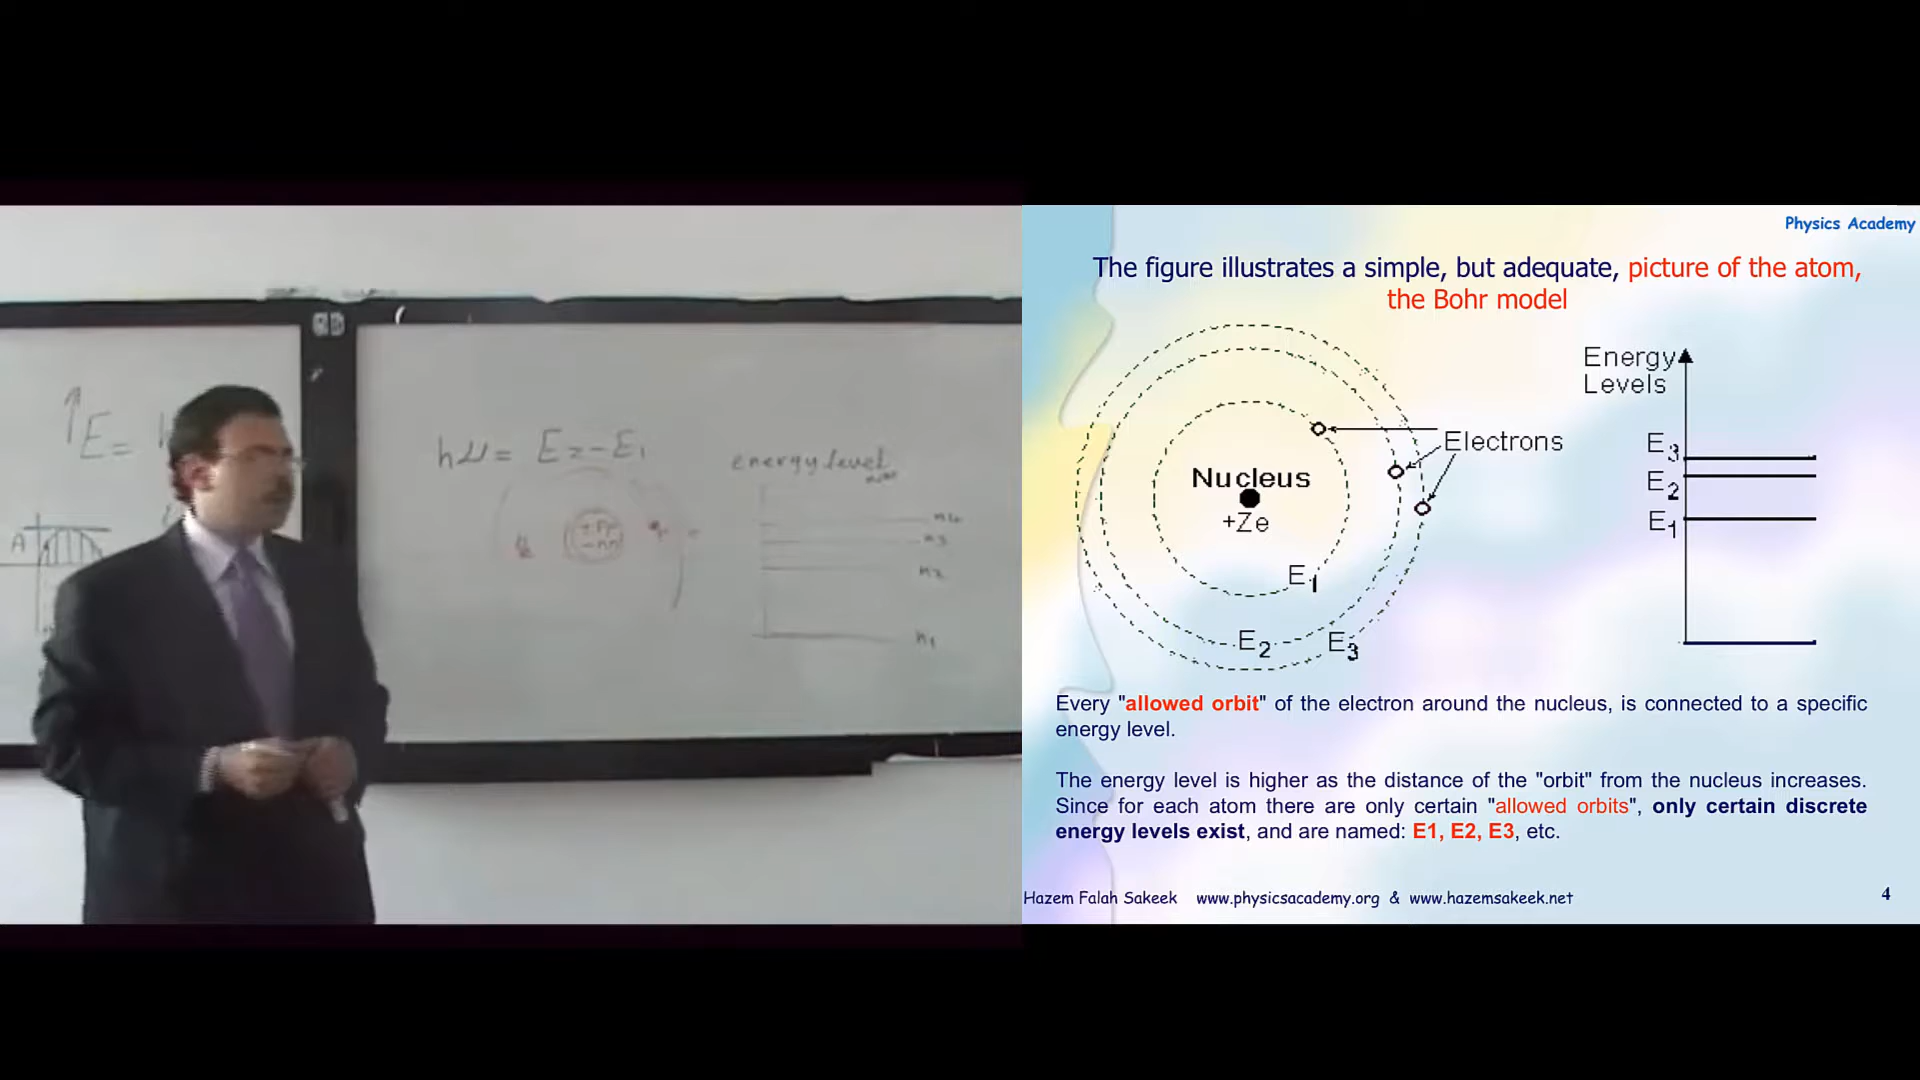 E =
A
hν = E2 - E1
energy level
n4
n3
n2
n1
Physics Academy
The figure illustrates a simple, but adequate, picture of the atom,
the Bohr model
Energy
Levels
E3
E2
E1
Electrons
Nucleus
+Ze
E1
E2
E3
Every "allowed orbit" of the electron around the nucleus, is connected to a specific
energy level.
The energy level is higher as the distance of the "orbit" from the nucleus increases.
Since for each atom there are only certain "allowed orbits", only certain discrete
energy levels exist, and are named: E1, E2, E3, etc.
Hazem Falah Sakeek www.physicsacademy.org & www.hazemsakeek.net
4